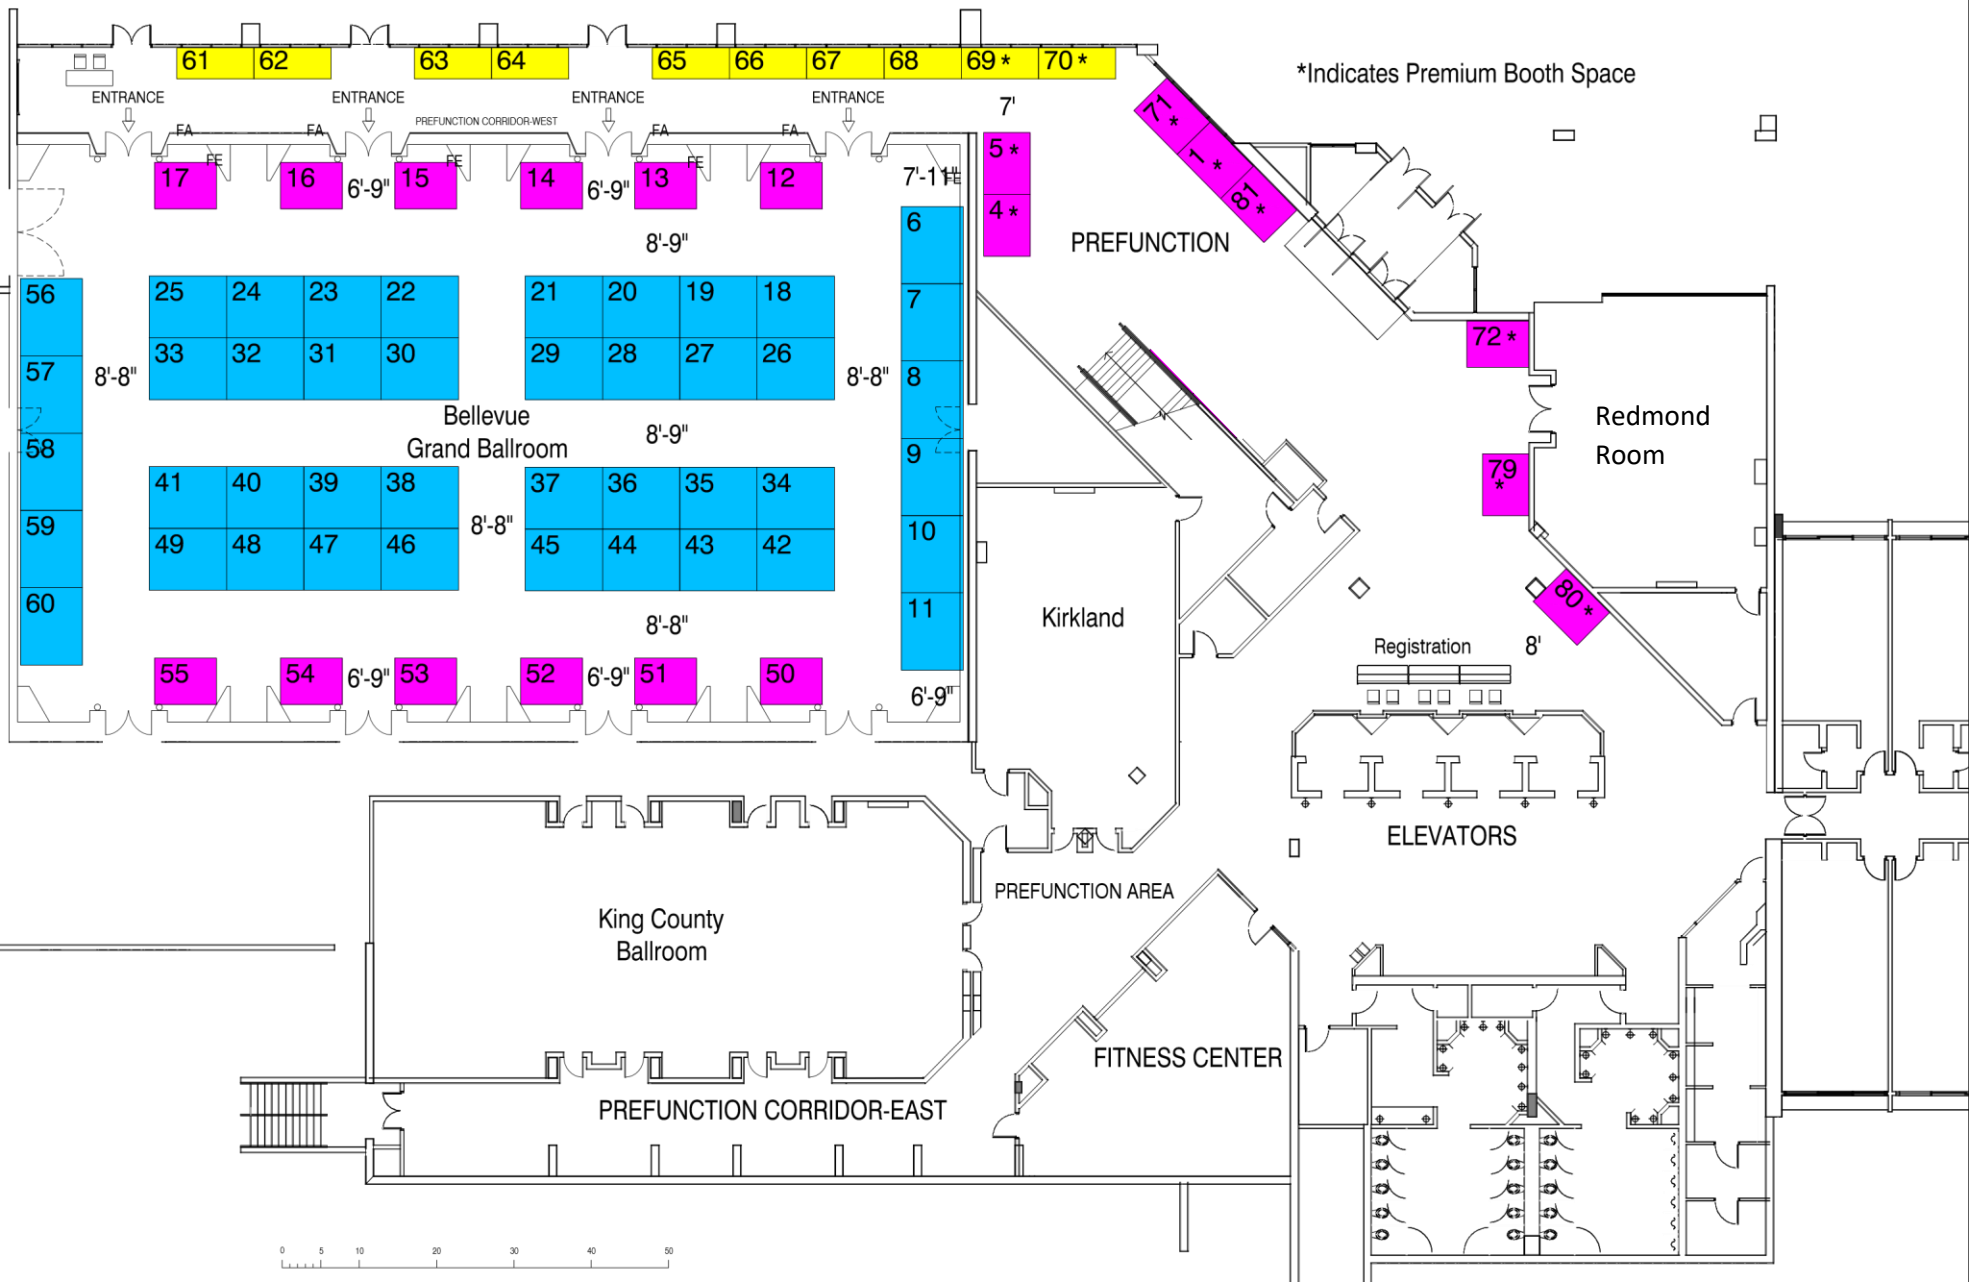 61 62 63 64 65 66 67 68 69* 70*
*Indicates Premium Booth Space
ENTRANCE ENTRANCE ENTRANCE ENTRANCE
7'
71*
PREFUNCTION CORRIDOR-WEST
FA FA FA FA
5*
1*
FE FE FE FE
17 16 6'-9" 15 14 6'-9" 13 12 7'-11"
81*
4*
6
8'-9"
PREFUNCTION
56 25 24 23 22 21 20 19 18 7
72*
33 32 31 30 29 28 27 26
57 8'-8" 8'-8" 8
Bellevue
Grand Ballroom
8'-9"
Redmond
Room
58 9
79*
41 40 39 38 37 36 35 34
59 8'-8" 10
49 48 47 46 45 44 43 42
80*
60 11
8'-8"
Kirkland
Registration 8'
55 54 6'-9" 53 52 6'-9" 51 50 6'-9"
ELEVATORS
PREFUNCTION AREA
King County
Ballroom
FITNESS CENTER
PREFUNCTION CORRIDOR-EAST
0 5 10 20 30 40 50